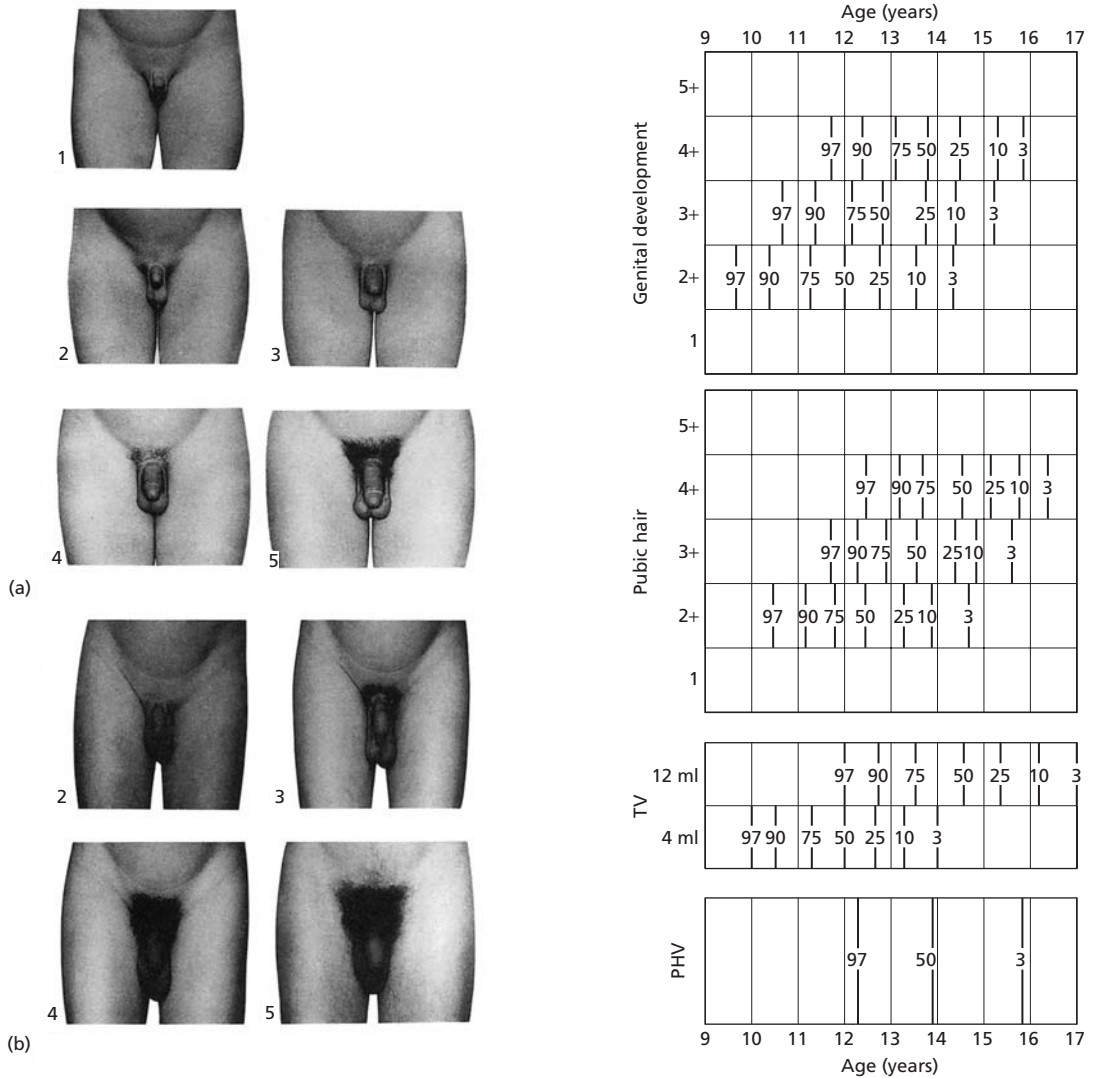 1
2
3
4
5
(a)
2
3
4
5
(b)
Age (years)
9 10 11 12 13 14 15 16 17
Genital development
5+
4+ 97 90 75 50 25 10 3
3+ 97 90 75 50 25 10 3
2+ 97 90 75 50 25 10 3
1
Pubic hair
5+
4+ 97 90 75 50 25 10 3
3+ 97 90 75 50 25 10 3
2+ 97 90 75 50 25 10 3
1
TV
12 ml 97 90 75 50 25 10 3
4 ml 97 90 75 50 25 10 3
PHV
97 50 3
9 10 11 12 13 14 15 16 17
Age (years)